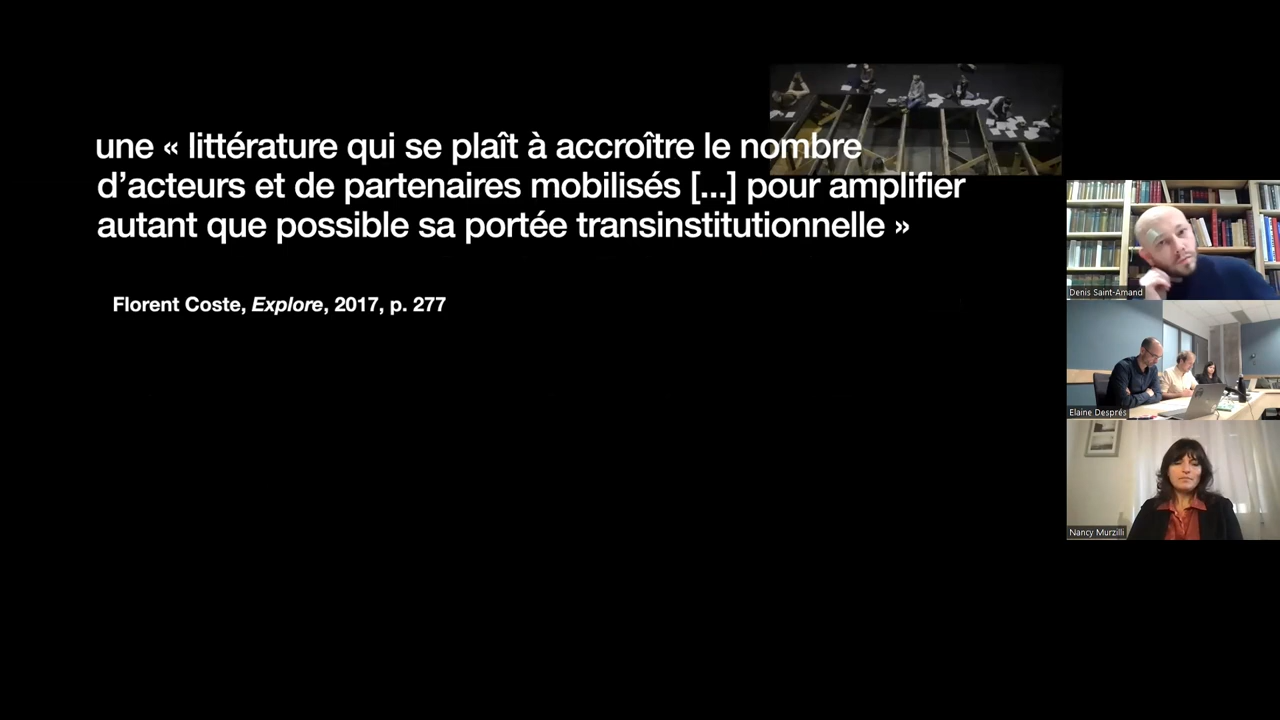 une « littérature qui se plaît à accroître le nombre
d’acteurs et de partenaires mobilisés [...] pour amplifier
autant que possible sa portée transinstitutionnelle »
Florent Coste, Explore, 2017, p. 277
Denis Saint-Amand
Elaine Després
Nancy Murzilli